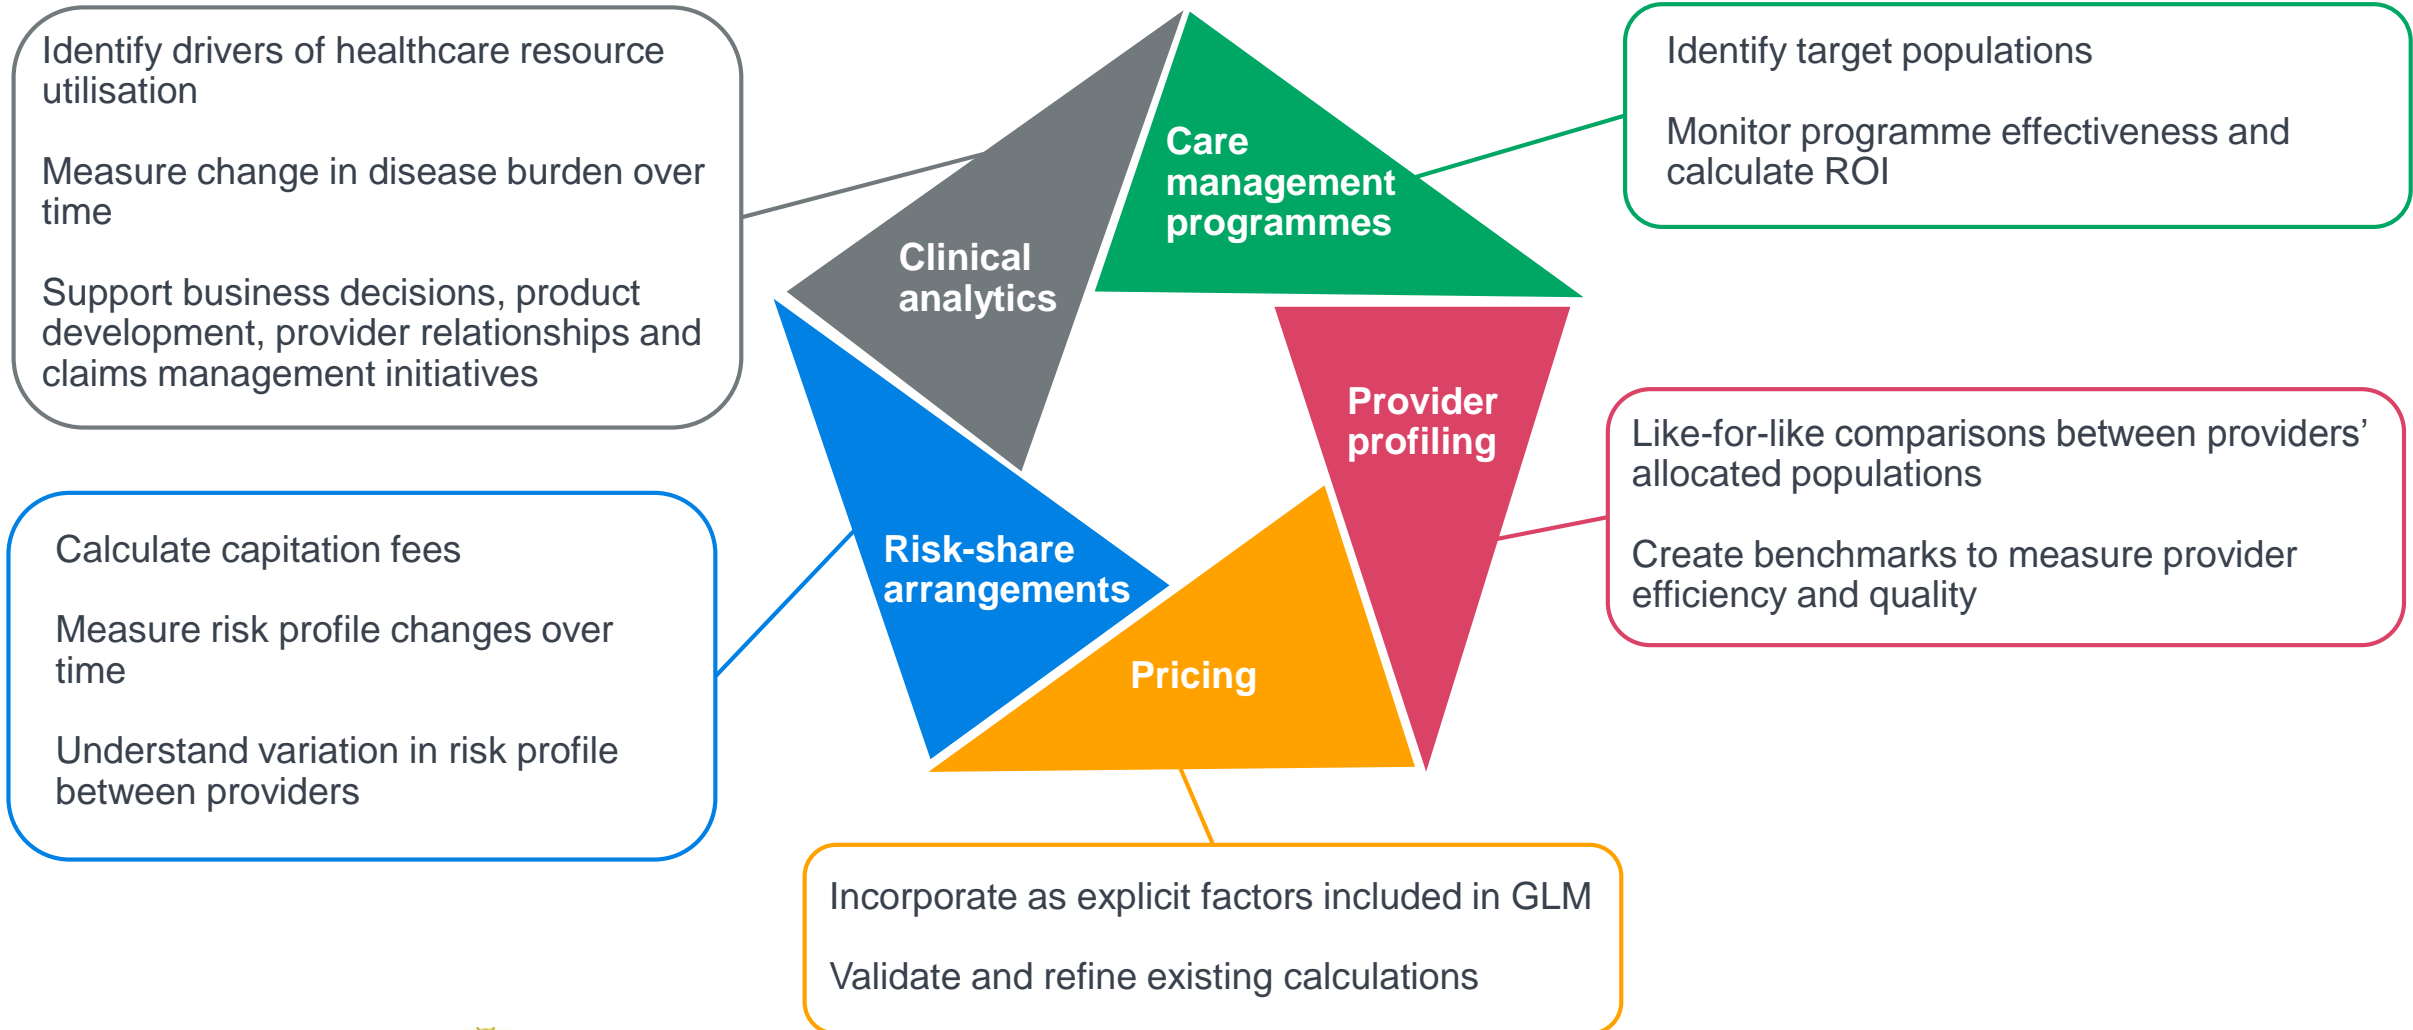 Identify drivers of healthcare resource
utilisation
Measure change in disease burden over
time
Support business decisions, product
development, provider relationships and
claims management initiatives
Clinical
analytics
Care
management
programmes
Identify target populations
Monitor programme effectiveness and
calculate ROI
Provider
profiling
Like-for-like comparisons between providers’
allocated populations
Create benchmarks to measure provider
efficiency and quality
Risk-share
arrangements
Calculate capitation fees
Measure risk profile changes over
time
Understand variation in risk profile
between providers
Pricing
Incorporate as explicit factors included in GLM
Validate and refine existing calculations